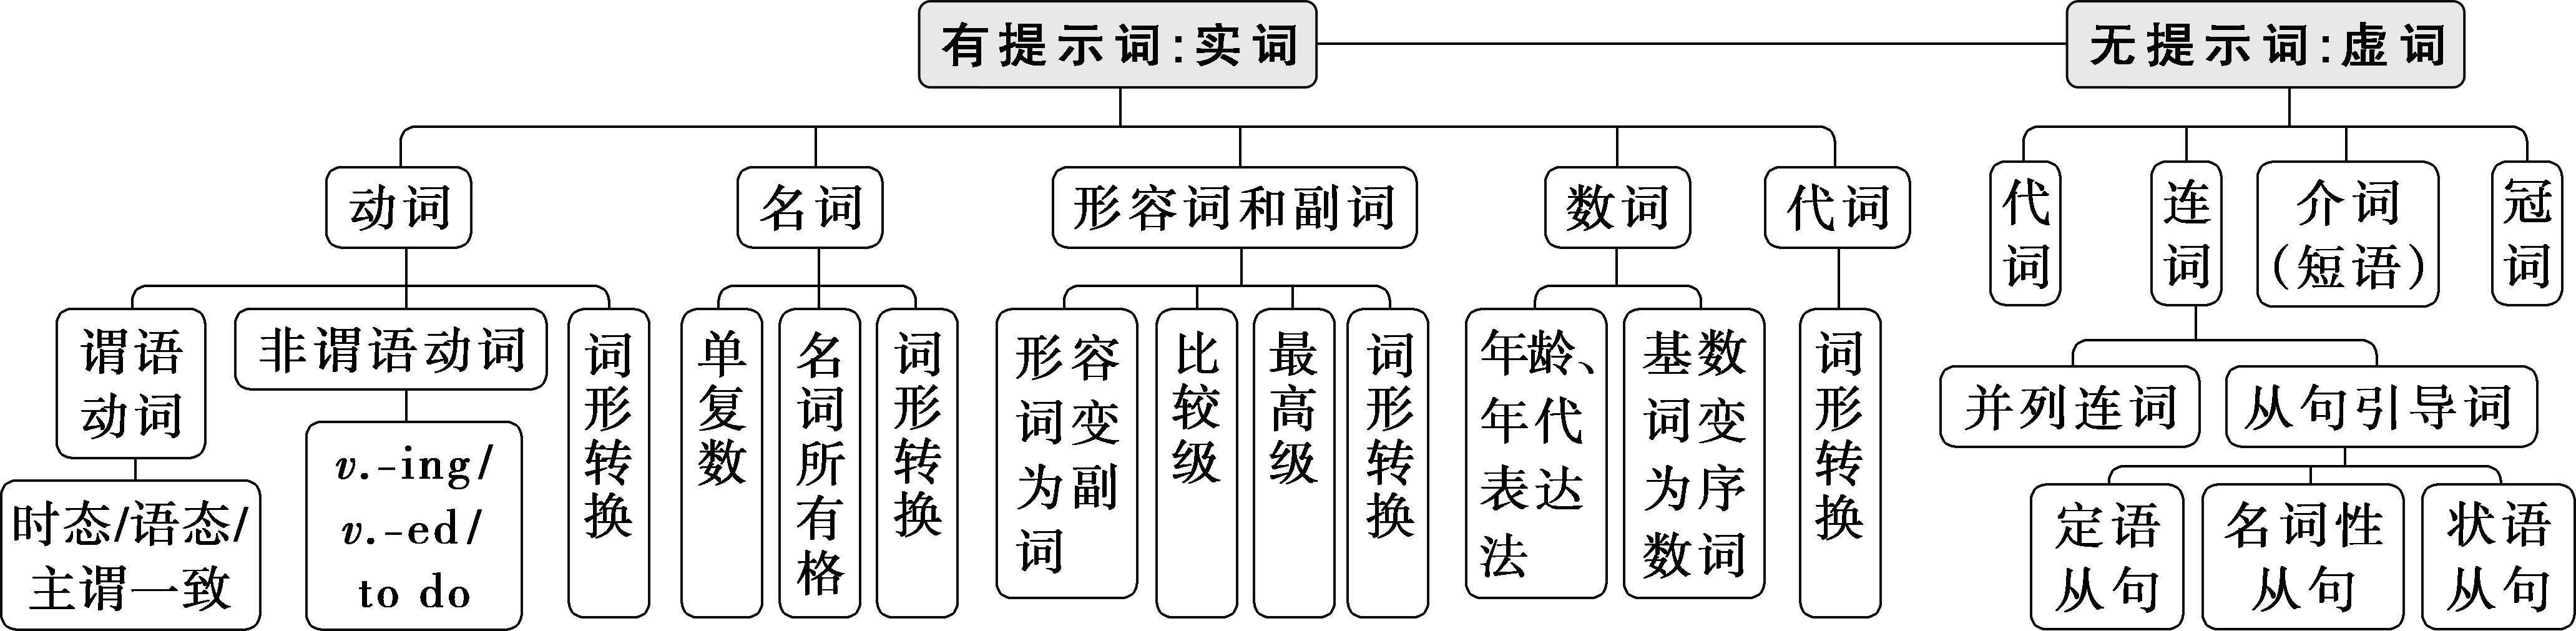 有提示词:实词
无提示词:虚词
动词
名词
形容词和副词
数词
代词
代词
连词
介词
(短语)
冠词
谓语
动词
非谓语动词
词形转换
单复数
名词所有格
词形转换
形容
词变
为副
词
比较级
最高级
词形转换
年龄、
年代
表达
法
基数
词变
为序
数词
词形转换
并列连词
从句引导词
时态/语态/
主谓一致
v.-ing/
v.-ed/
to do
定语
从句
名词性
从句
状语
从句